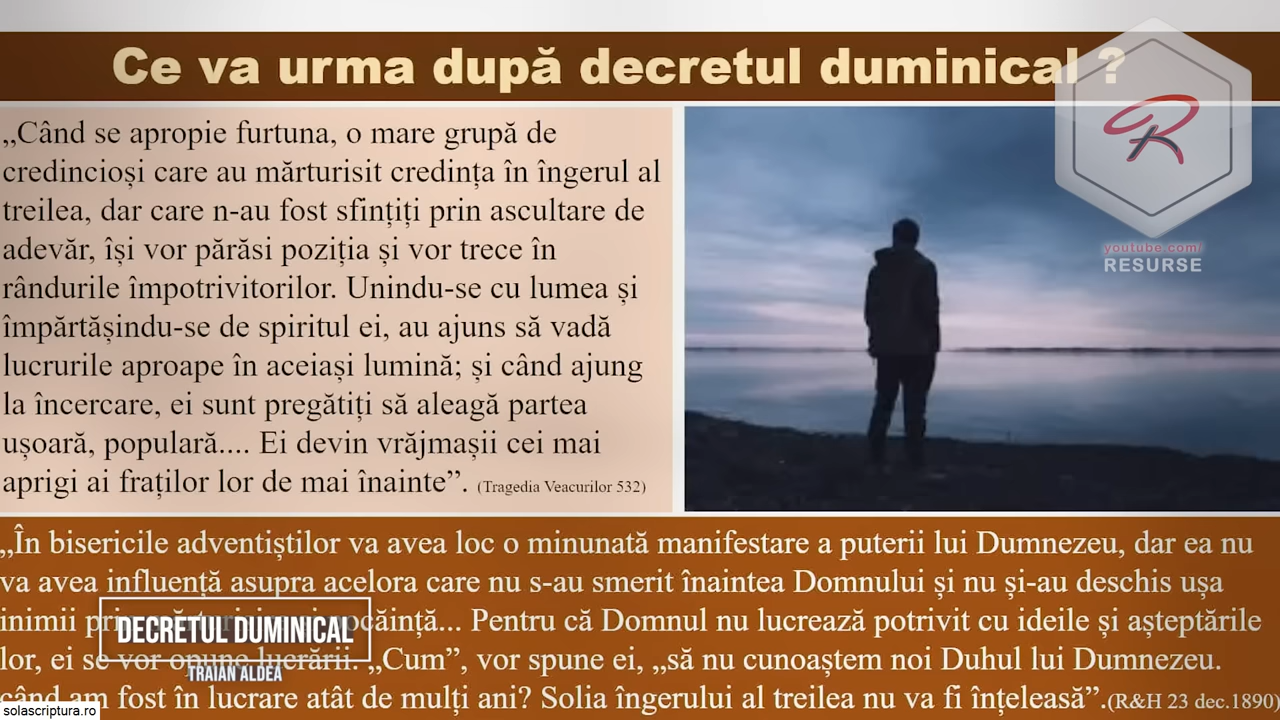 Ce va urma după decretul duminical ?
„Când se apropie furtuna, o mare grupă de
credincioși care au mărturisit credința în îngerul al
treilea, dar care n-au fost sfințiți prin ascultare de
adevăr, își vor părăsi poziția și vor trece în
rândurile împotrivitorilor. Unindu-se cu lumea și
împărtășindu-se de spiritul ei, au ajuns să vadă
lucrurile aproape în aceiași lumină; și când ajung
la încercare, ei sunt pregătiți să aleagă partea
ușoară, populară.... Ei devin vrăjmașii cei mai
aprigi ai fraților lor de mai înainte”. (Tragedia Veacurilor 532)
R
youtube.com/
RESURSE
„În bisericile adventiștilor va avea loc o minunată manifestare a puterii lui Dumnezeu, dar ea nu
va avea influență asupra acelora care nu s-au smerit înaintea Domnului și nu și-au deschis ușa
inimii Pentru că Domnul nu lucrează potrivit cu ideile și așteptările
lor, ei se vor opune lucrării. „Cum”, vor spune ei, „să nu cunoaștem noi Duhul lui Dumnezeu.
când am fost în lucrare atât de mulți ani? Solia îngerului al treilea nu va fi înțeleasă”.(R&H 23 dec.1890)
DECRETUL DUMINICAL
TRAIAN ALDEA
solascriptura.ro